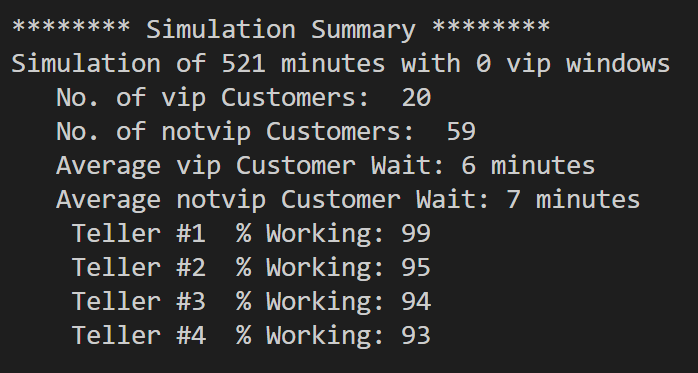 ******** Simulation Summary ********
Simulation of 521 minutes with 0 vip windows
   No. of vip Customers:  20
   No. of notvip Customers:  59
   Average vip Customer Wait: 6 minutes
   Average notvip Customer Wait: 7 minutes
    Teller #1  % Working: 99
    Teller #2  % Working: 95
    Teller #3  % Working: 94
    Teller #4  % Working: 93